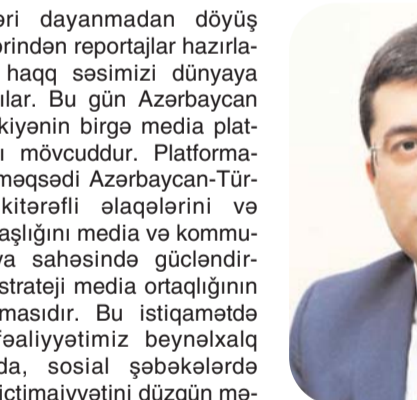 əri dayanmadan döyüş
ərindən reportajlar hazırla-
haqq səsimizi dünyaya
ılar. Bu gün Azərbaycan
kiyənin birgə media plat-
ı mövcuddur. Platforma-
məqsədi Azərbaycan-Tür-
kitərəfli əlaqələrini və
aşlığını media və kommu-
ya sahəsində gücləndir-
strateji media ortaqlığının
masıdır. Bu istiqamətdə
fəaliyyətimiz beynəlxalq
da, sosial şəbəkələrdə
ictimaiyyətini düzgün mə-